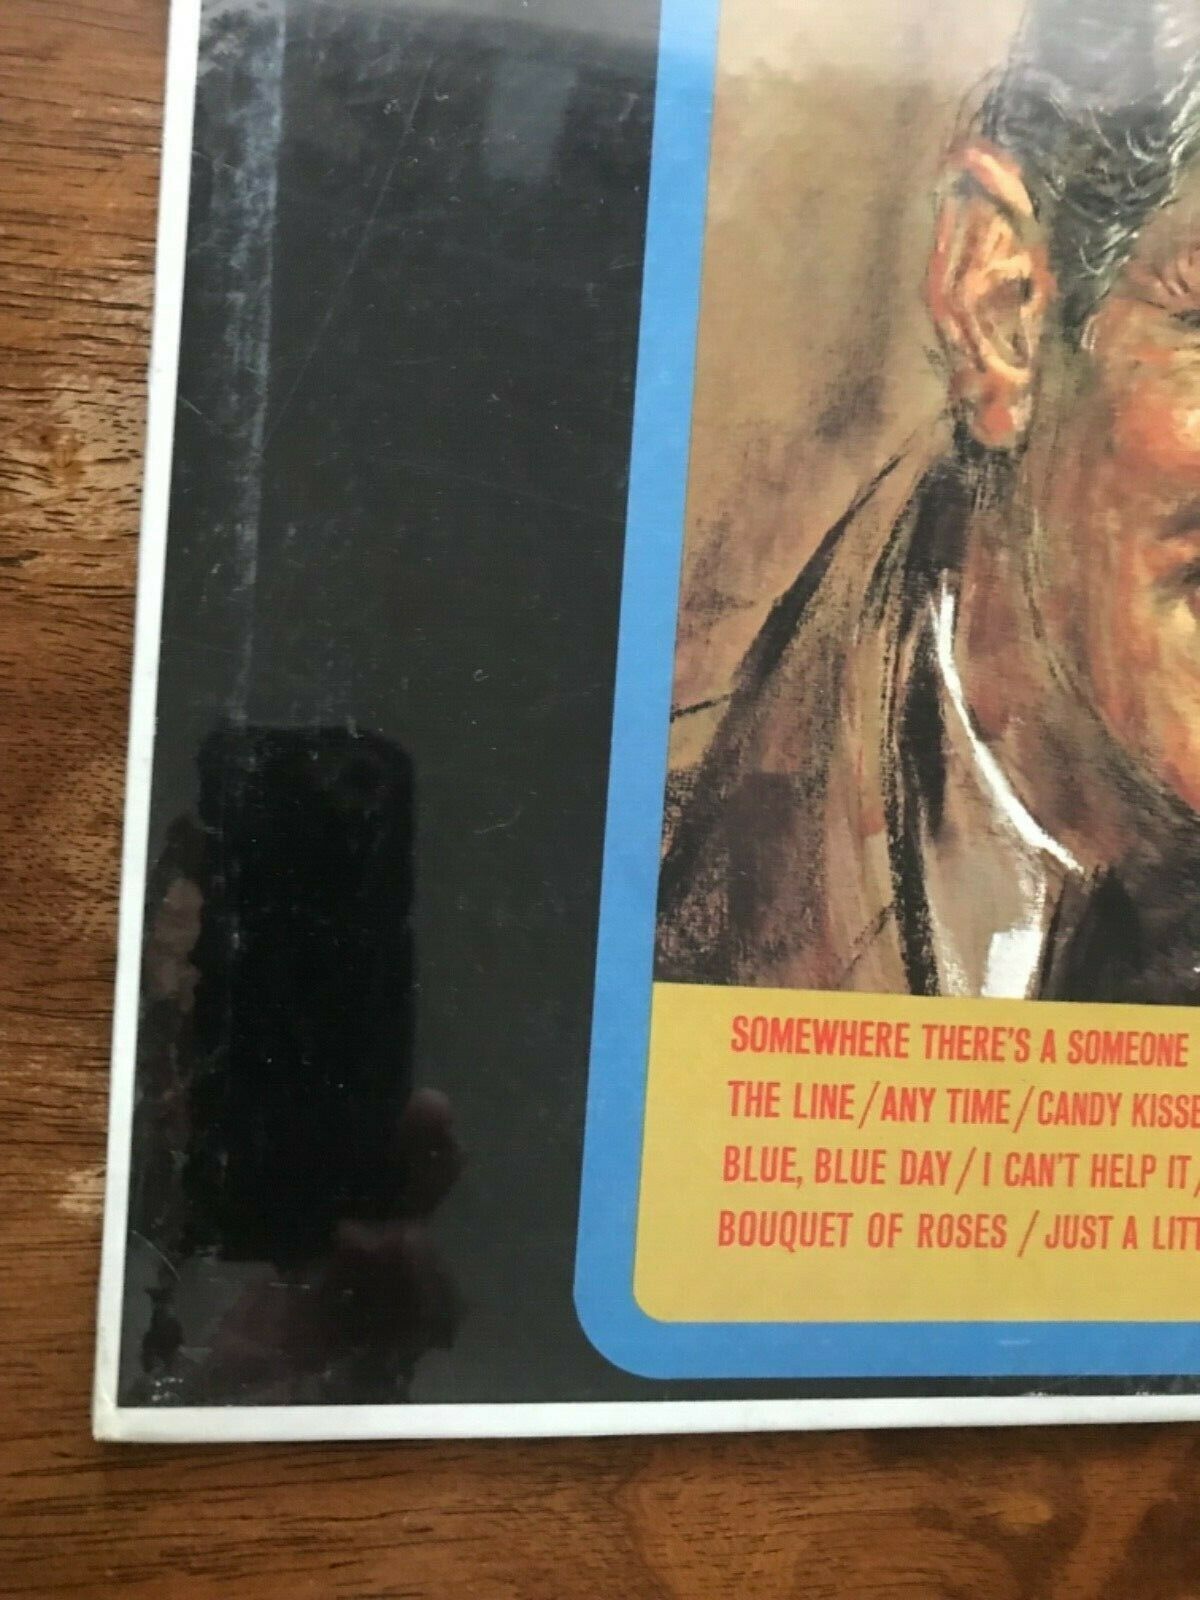 SOMEWHERE THERE'S A SOMEONE
THE LINE / ANY TIME / CANDY KISSE
BLUE, BLUE DAY / I CAN'T HELP IT /
BOUQUET OF ROSES / JUST A LITT